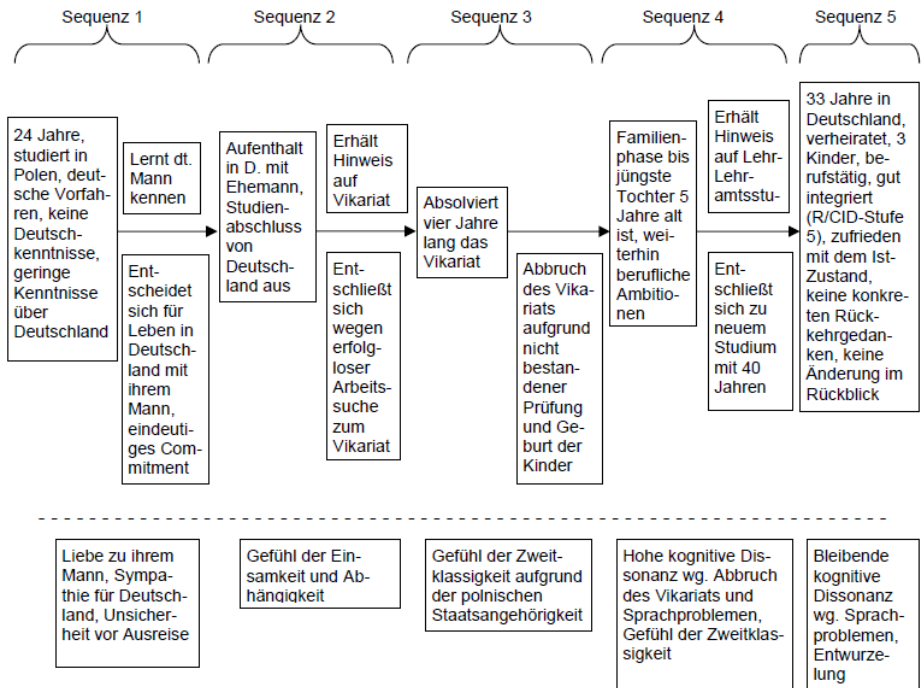 Sequenz 1
Sequenz 2
Sequenz 3
Sequenz 4
Sequenz 5
24 Jahre,
studiert in
Polen, deut-
sche Vorfah-
ren, keine
Deutsch-
kenntnisse,
geringe
Kenntnisse
über
Deutschland
Lernt dt.
Mann
kennen
Ent-
scheidet
sich für
Leben in
Deutsch-
land mit
ihrem
Mann,
eindeuti-
ges Com-
mitment
Aufenthalt
in D. mit
Ehemann,
Studien-
abschluss
von
Deutsch-
land aus
Erhält
Hinweis
auf
Vikariat
Ent-
schließt
sich
wegen
erfolg-
loser
Arbeits-
suche
zum
Vikariat
Absolviert
vier Jahre
lang das
Vikariat
Abbruch
des Vika-
riats
aufgrund
nicht
bestan-
dener
Prüfung
und Ge-
burt der
Kinder
Familien-
phase bis
jüngste
Tochter 5
Jahre alt
ist, wei-
terhin
berufliche
Ambitio-
nen
Erhält
Hinweis
auf Lehr-
Lehr-
amtsstu-
Ent-
schließt
sich zu
neuem
Studium
mit 40
Jahren
33 Jahre in
Deutschland,
verheiratet, 3
Kinder, be-
rufstätig, gut
integriert
(R/CID-Stufe
5), zufrieden
mit dem Ist-
Zustand,
keine konkre-
ten Rück-
kehrgedan-
ken, keine
Änderung im
Rückblick
Liebe zu ihrem
Mann, Sympa-
thie für Deutsch-
land, Unsicher-
heit vor Ausreise
Gefühl der Ein-
samkeit und Ab-
hängigkeit
Gefühl der Zweit-
klassigkeit aufgrund
der polnischen
Staatsangehörigkeit
Hohe kognitive Dis-
sonanz wg. Abbruch
des Vikariats und
Sprachproblemen,
Gefühl der Zweitklas-
sigkeit
Bleibende
kognitive
Dissonanz
wg. Sprach-
problemen,
Entwurze-
lung